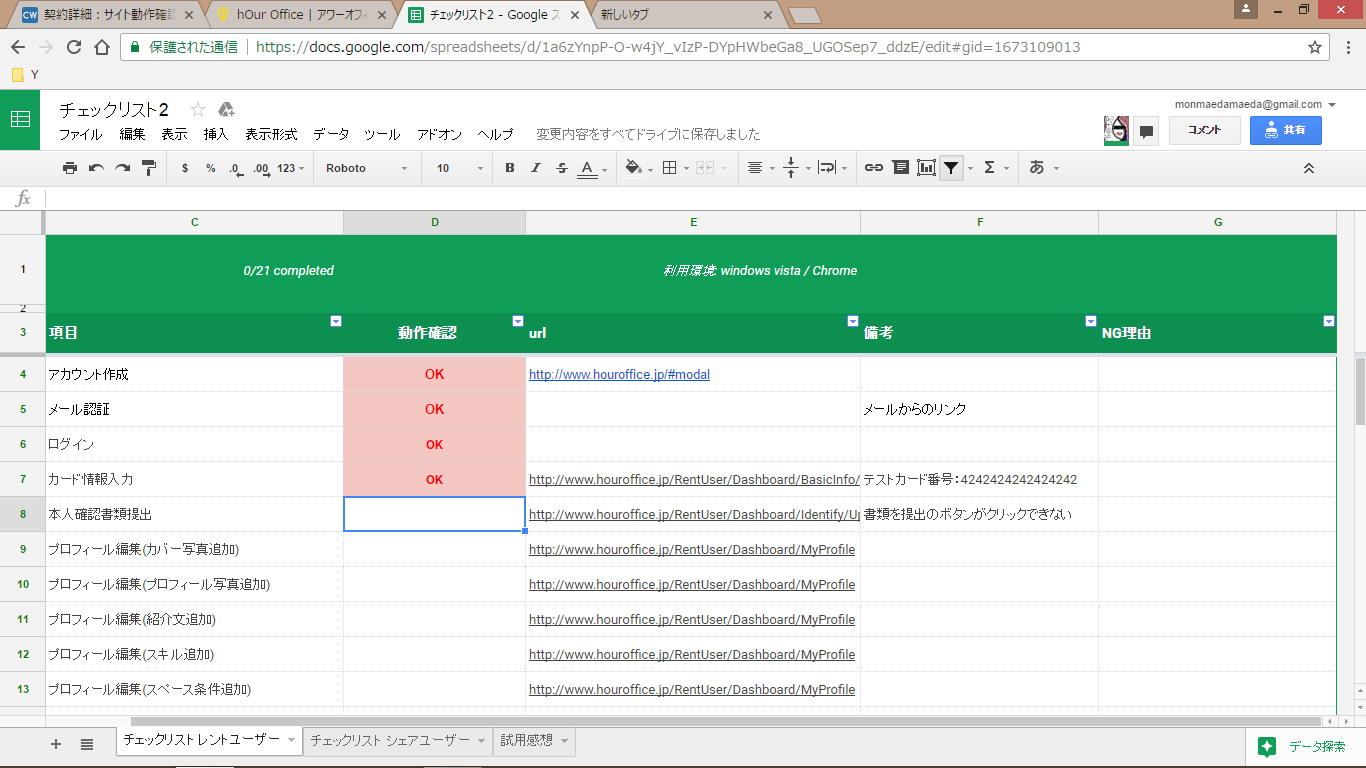 契約詳細：サイト動作確認
hOur Office | アワーオフィ
チェックリスト2 - Google ス
新しいタブ
保護された通信
https://docs.google.com/spreadsheets/d/1a6zYnpP-O-w4jY_vIzP-DYpHWbeGa8_UGOSep7_ddzE/edit#gid=1673109013
Y
チェックリスト2
monmaedamaeda@gmail.com
ファイル 編集 表示 挿入 表示形式 データ ツール アドオン ヘルプ 変更内容をすべてドライブに保存しました
コメント
共有
$ % .0 .00 123 Roboto 10 B I S A Σ あ
fx
C D E F G
1 0/21 completed 利用環境: windows vista / Chrome
2
3 項目 動作確認 url 備考 NG理由
4 アカウント作成 OK http://www.houroffice.jp/#modal
5 メール認証 OK メールからのリンク
6 ログイン OK
7 カード情報入力 OK http://www.houroffice.jp/RentUser/Dashboard/BasicInfo/ テストカード番号：4242424242424242
8 本人確認書類提出 http://www.houroffice.jp/RentUser/Dashboard/Identify/Up 書類を提出のボタンがクリックできない
9 プロフィール編集(カバー写真追加) http://www.houroffice.jp/RentUser/Dashboard/MyProfile
10 プロフィール編集(プロフィール写真追加) http://www.houroffice.jp/RentUser/Dashboard/MyProfile
11 プロフィール編集(紹介文追加) http://www.houroffice.jp/RentUser/Dashboard/MyProfile
12 プロフィール編集(スキル追加) http://www.houroffice.jp/RentUser/Dashboard/MyProfile
13 プロフィール編集(スペース条件追加) http://www.houroffice.jp/RentUser/Dashboard/MyProfile
チェックリスト レントユーザー
チェックリスト シェアユーザー
試用感想
データ探索